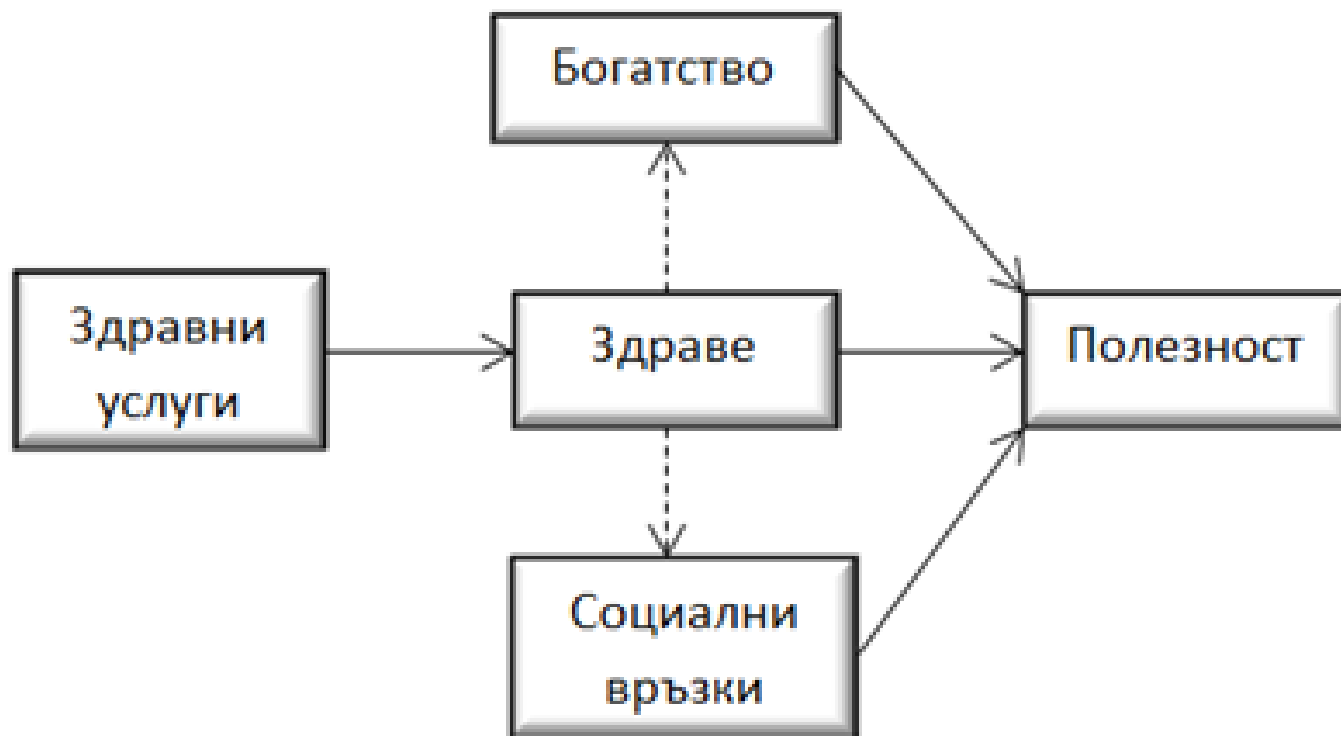 Богатство
Здравни
услуги
Здраве
Полезност
Социални
връзки